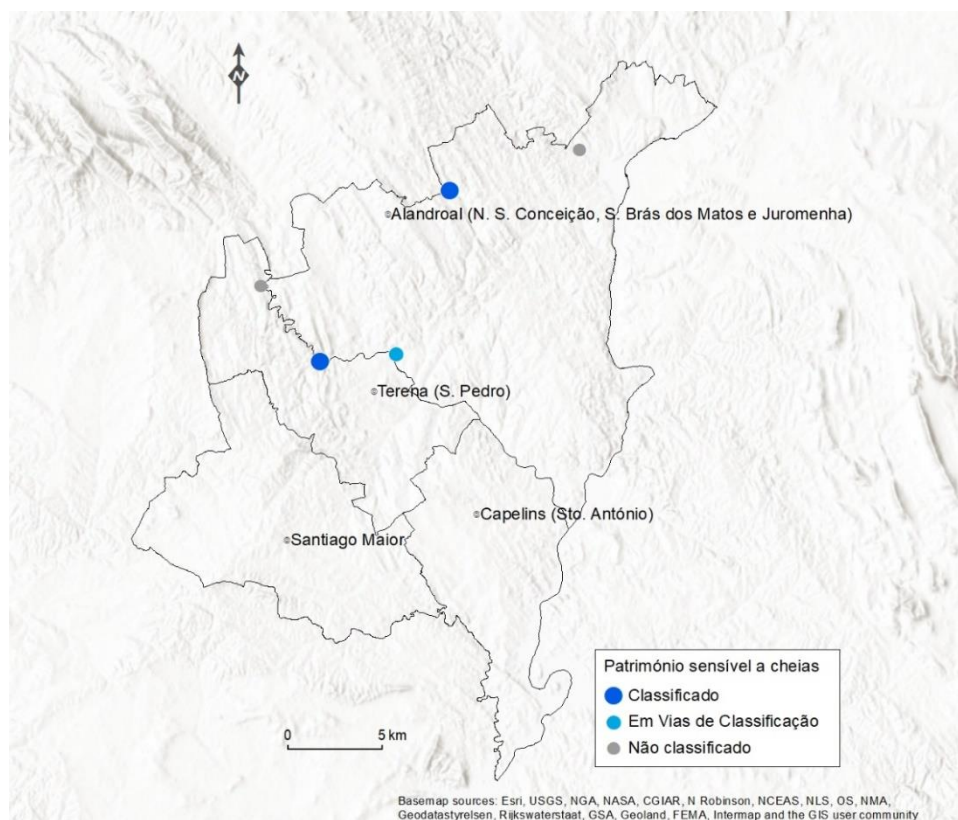 N
Alandroal (N. S. Conceição, S. Brás dos Matos e Juromenha)
Terena (S. Pedro)
Capelins (Sto. António)
Santiago Maior
Património sensível a cheias
Classificado
Em Vias de Classificação
Não classificado
0 5 km
Basemap sources: Esri, USGS, NGA, NASA, CGIAR, N Robinson, NCEAS, NLS, OS, NMA,
Geodatastyrelsen, Rijkswaterstaat, GSA, Geoland, FEMA, Intermap and the GIS user community